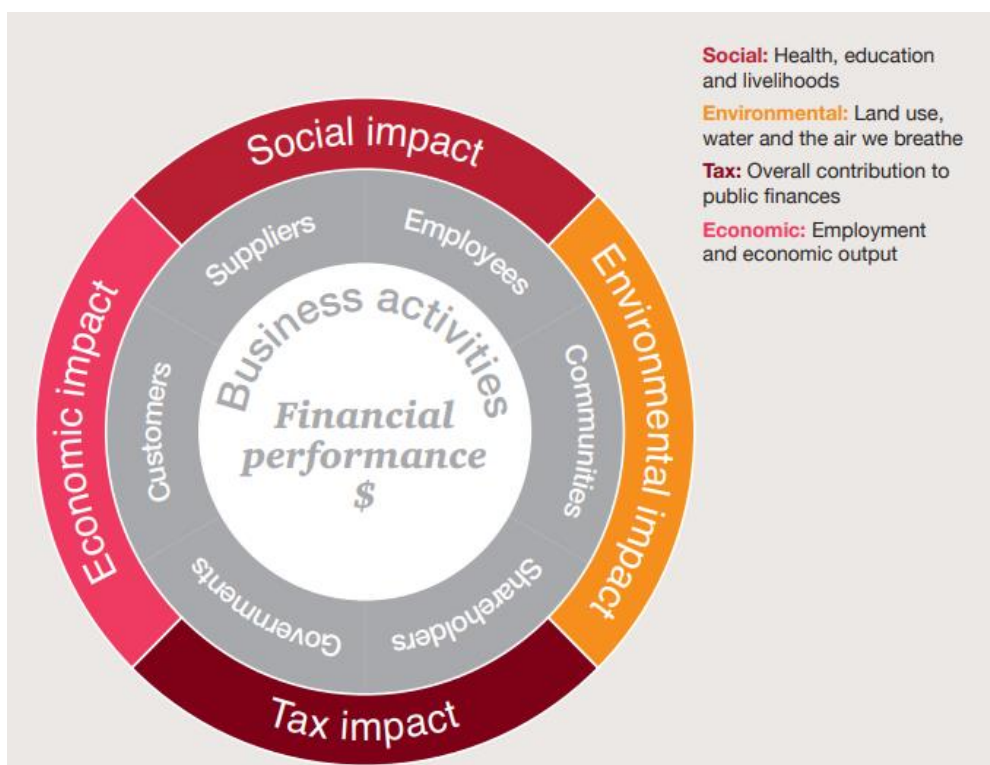 Social: Health, education
and livelihoods
Environmental: Land use,
water and the air we breathe
Tax: Overall contribution to
public finances
Economic: Employment
and economic output
Social impact
Environmental impact
Tax impact
Economic impact
Suppliers
Employees
Communities
Shareholders
Governments
Customers
Business activities
Financial
performance
$